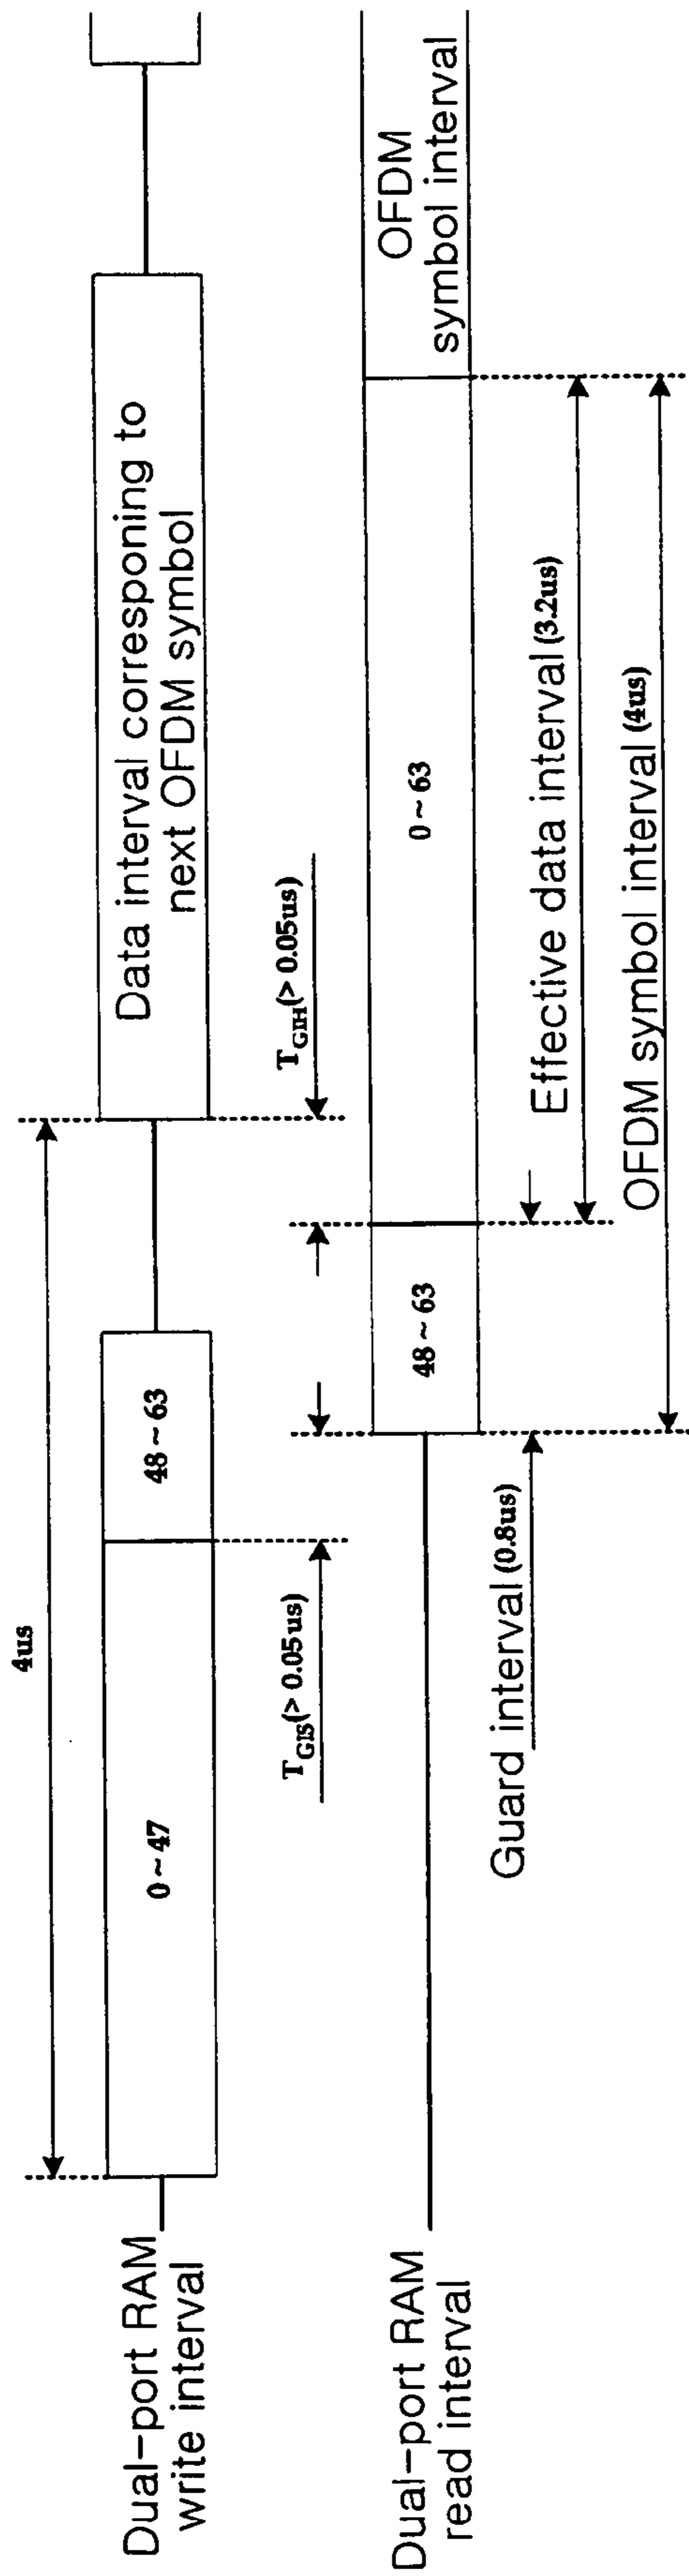 4us
Dual-port RAM
write interval
0 ~ 47
48 ~ 63
Data interval corresponing to
next OFDM symbol
T_GIS(> 0.05us)
T_GIH(> 0.05us)
Dual-port RAM
read interval
48 ~ 63
0 ~ 63
OFDM
symbol interval
Guard interval (0.8us)
Effective data interval (3.2us)
OFDM symbol interval (4us)